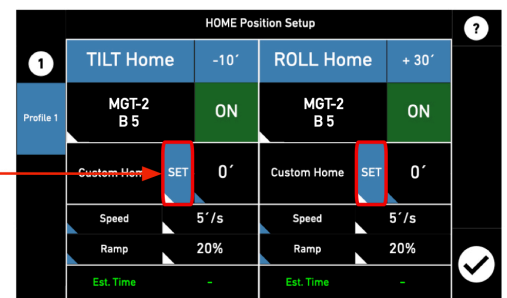 HOME Position Setup
?
1
TILT Home -10´ ROLL Home + 30´
Profile 1
MGT-2
B 5
ON
MGT-2
B 5
ON
Custom Home SET 0´ Custom Home SET 0´
Speed 5´/s Speed 5´/s
Ramp 20% Ramp 20%
Est. Time - Est. Time -